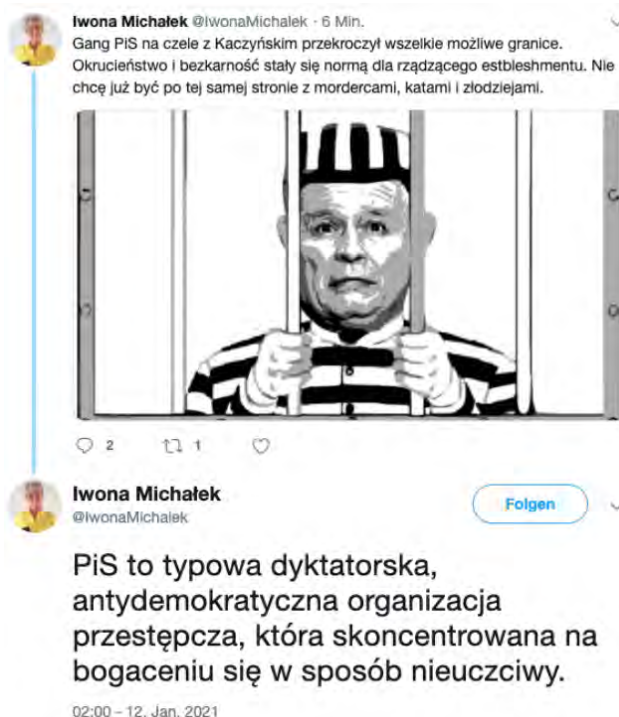 Iwona Michałek @IwonaMichalek · 6 Min.
Gang PiS na czele z Kaczyńskim przekroczył wszelkie możliwe granice.
Okrucieństwo i bezkarność stały się normą dla rządzącego estbieshmentu. Nie
chcę już być po tej samej stronie z mordercami, katami i złodziejami.
2 1
Iwona Michałek
@IwonaMichalek
Folgen
PiS to typowa dyktatorska,
antydemokratyczna organizacja
przestępcza, która skoncentrowana na
bogaceniu się w sposób nieuczciwy.
02:00 – 12. Jan. 2021